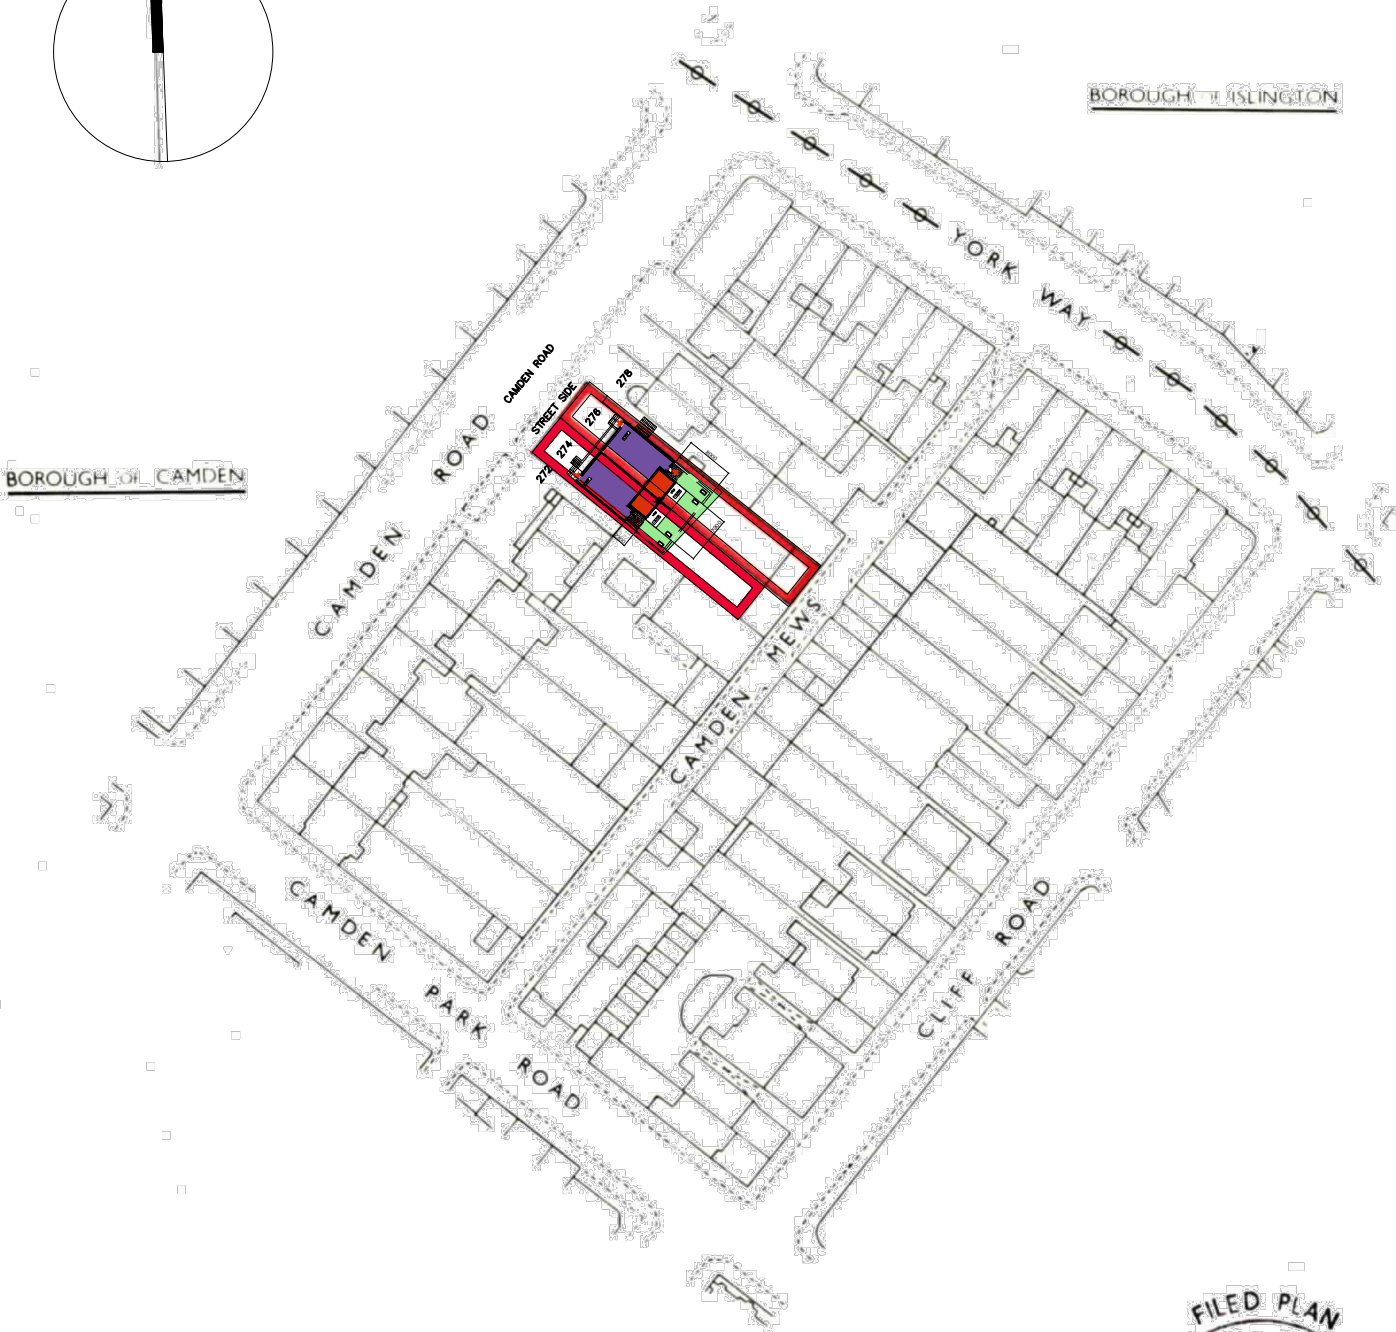 BOROUGH OF ISLINGTON
YORK WAY
CAMDEN ROAD
STREET SIDE
278
276
274
272
BOROUGH OF CAMDEN
CAMDEN ROAD
CAMDEN MEWS
CAMDEN PARK ROAD
CLIFF ROAD
FILED PLAN